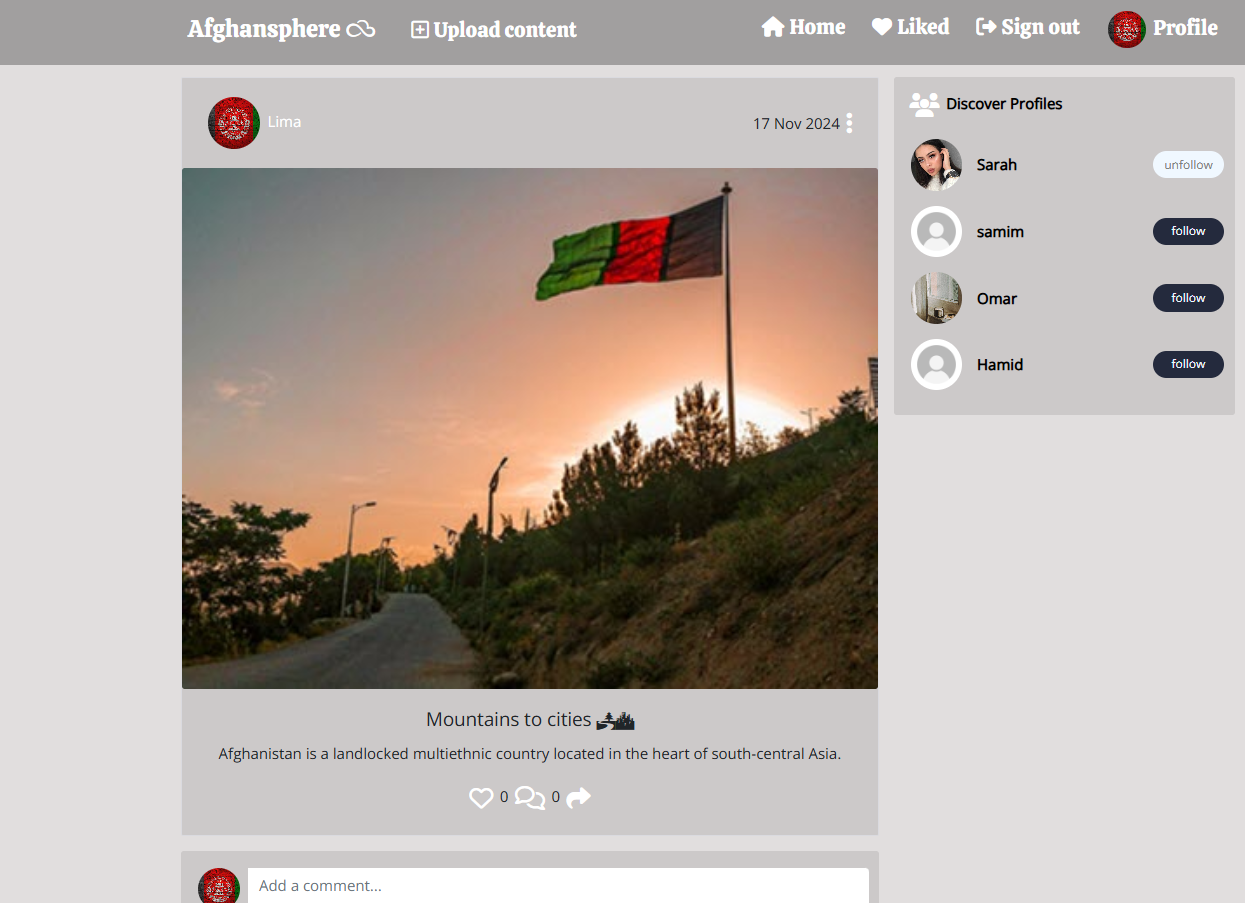 Afghansphere
Upload content
Home
Liked
Sign out
Profile
Lima
17 Nov 2024
Mountains to cities
Afghanistan is a landlocked multiethnic country located in the heart of south-central Asia.
0
0
Add a comment...
Discover Profiles
Sarah
unfollow
samim
follow
Omar
follow
Hamid
follow